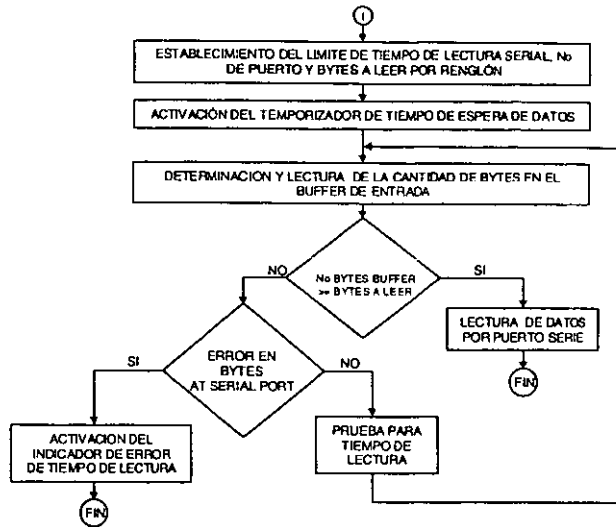 I
ESTABLECIMIENTO DEL LIMITE DE TIEMPO DE LECTURA SERIAL, No
DE PUERTO Y BYTES A LEER POR RENGLÓN
ACTIVACIÓN DEL TEMPORIZADOR DE TIEMPO DE ESPERA DE DATOS
DETERMINACION Y LECTURA DE LA CANTIDAD DE BYTES EN EL
BUFFER DE ENTRADA
NO
No BYTES BUFFER
>= BYTES A LEER
SI
LECTURA DE DATOS
POR PUERTO SERIE
FIN
SI
ERROR EN
BYTES
AT SERIAL PORT
NO
ACTIVACION DEL
INDICADOR DE ERROR
DE TIEMPO DE LECTURA
PRUEBA PARA
TIEMPO DE
LECTURA
FIN